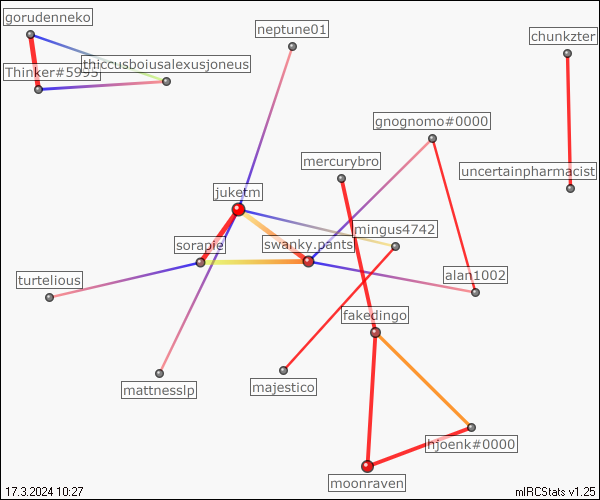 gorudenneko
neptune01
chunkzter
Thinker#5995
thiccusboiusalexusjoneus
gnognomo#0000
mercurybro
uncertainpharmacist
juketm
mingus4742
sorapie
swanky.pants
turtelious
alan1002
fakedingo
mattnesslp
majestico
hjoenk#0000
moonraven
17.3.2024 10:27
mIRCStats v1.25